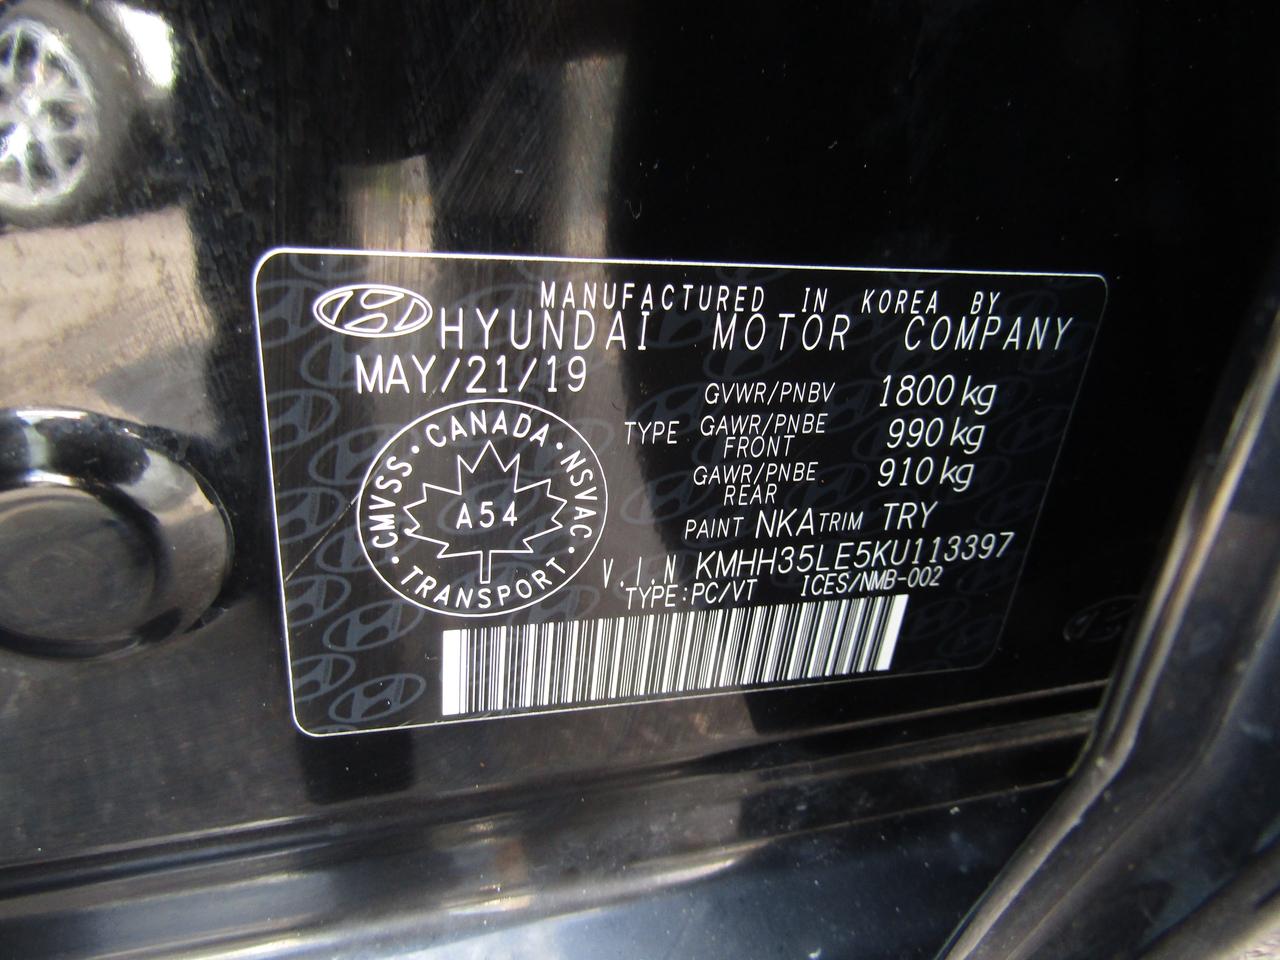 MANUFACTURED IN KOREA BY
HYUNDAI MOTOR COMPANY
MAY/21/19
GVWR/PNBV 1800 kg
TYPE GAWR/PNBE FRONT 990 kg
GAWR/PNBE REAR 910 kg
PAINT NKA TRIM TRY
V.I.N KMHH35LE5KU113397
TYPE:PC/VT ICES/NMB-002
CANADA · NSVAC · TRANSPORT · CMVSS ·
A54